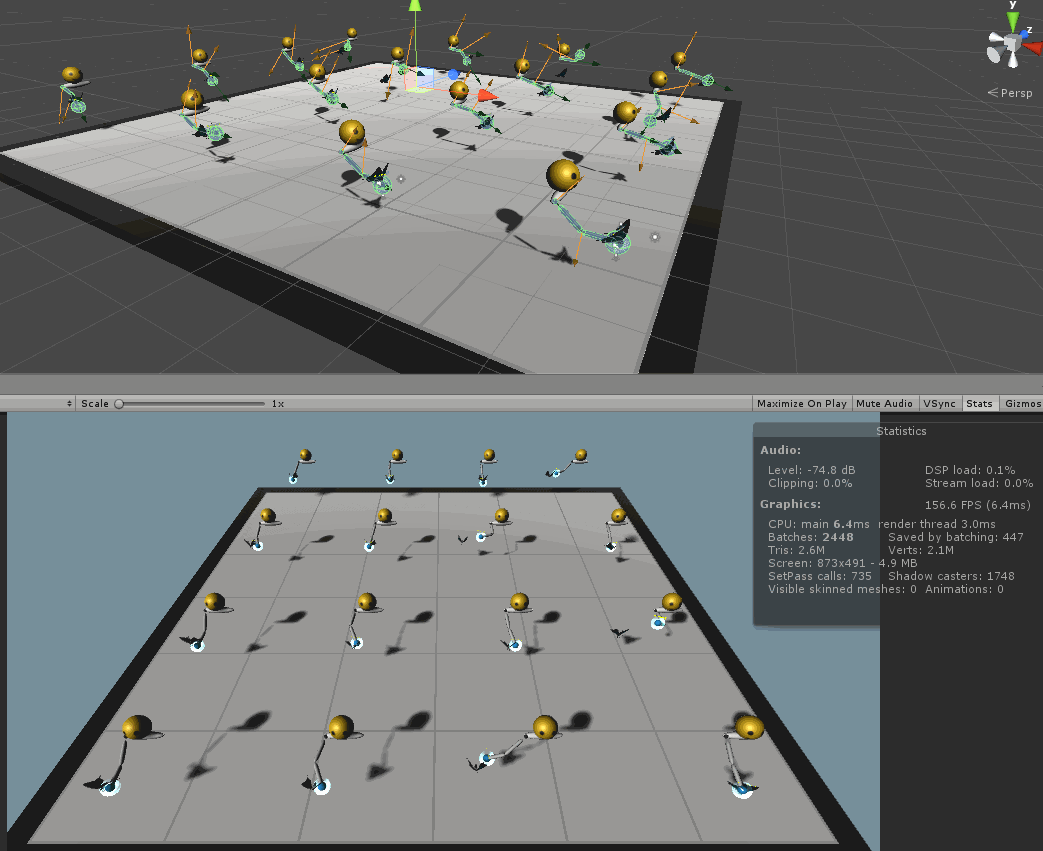 y
z
Persp
Scale 1x Maximize On Play Mute Audio VSync Stats Gizmos
Statistics
Audio:
Level: -74.8 dB DSP load: 0.1%
Clipping: 0.0% Stream load: 0.0%
Graphics: 156.6 FPS (6.4ms)
CPU: main 6.4ms render thread 3.0ms
Batches: 2448 Saved by batching: 447
Tris: 2.6M Verts: 2.1M
Screen: 873x491 - 4.9 MB
SetPass calls: 735 Shadow casters: 1748
Visible skinned meshes: 0 Animations: 0